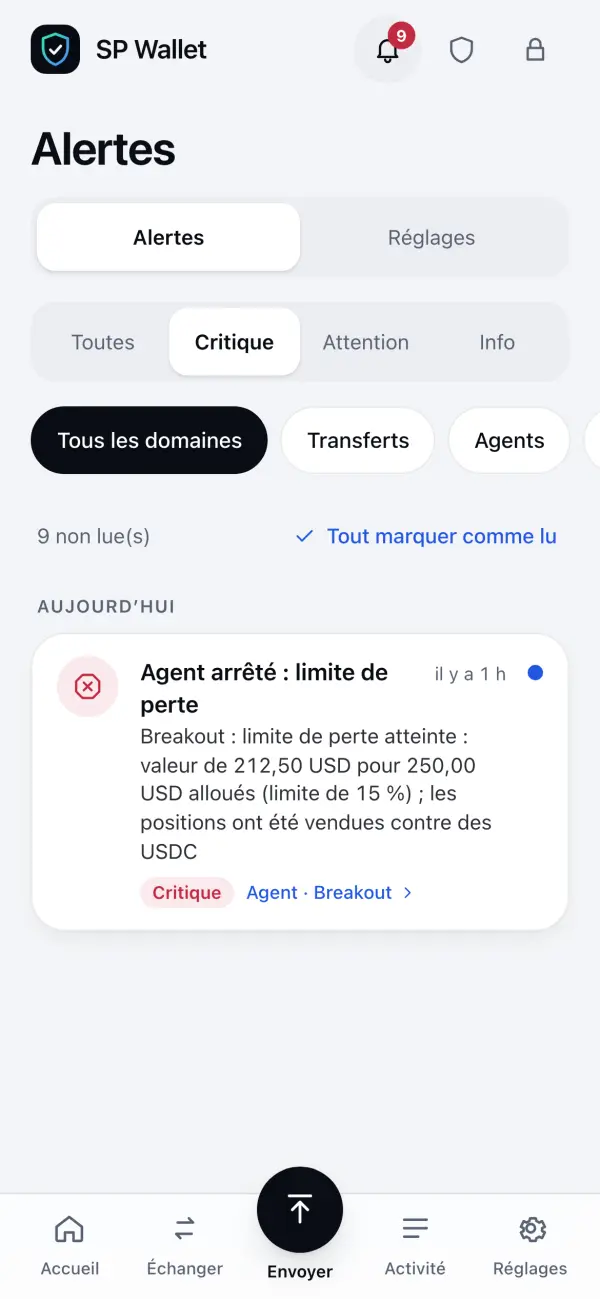 SP Wallet
9
Alertes
Alertes
Réglages
Toutes
Critique
Attention
Info
Tous les domaines
Transferts
Agents
9 non lue(s)
Tout marquer comme lu
AUJOURD’HUI
Agent arrêté : limite de
perte
il y a 1 h
Breakout : limite de perte atteinte :
valeur de 212,50 USD pour 250,00
USD alloués (limite de 15 %) ; les
positions ont été vendues contre des
USDC
Critique
Agent · Breakout
Accueil
Échanger
Envoyer
Activité
Réglages